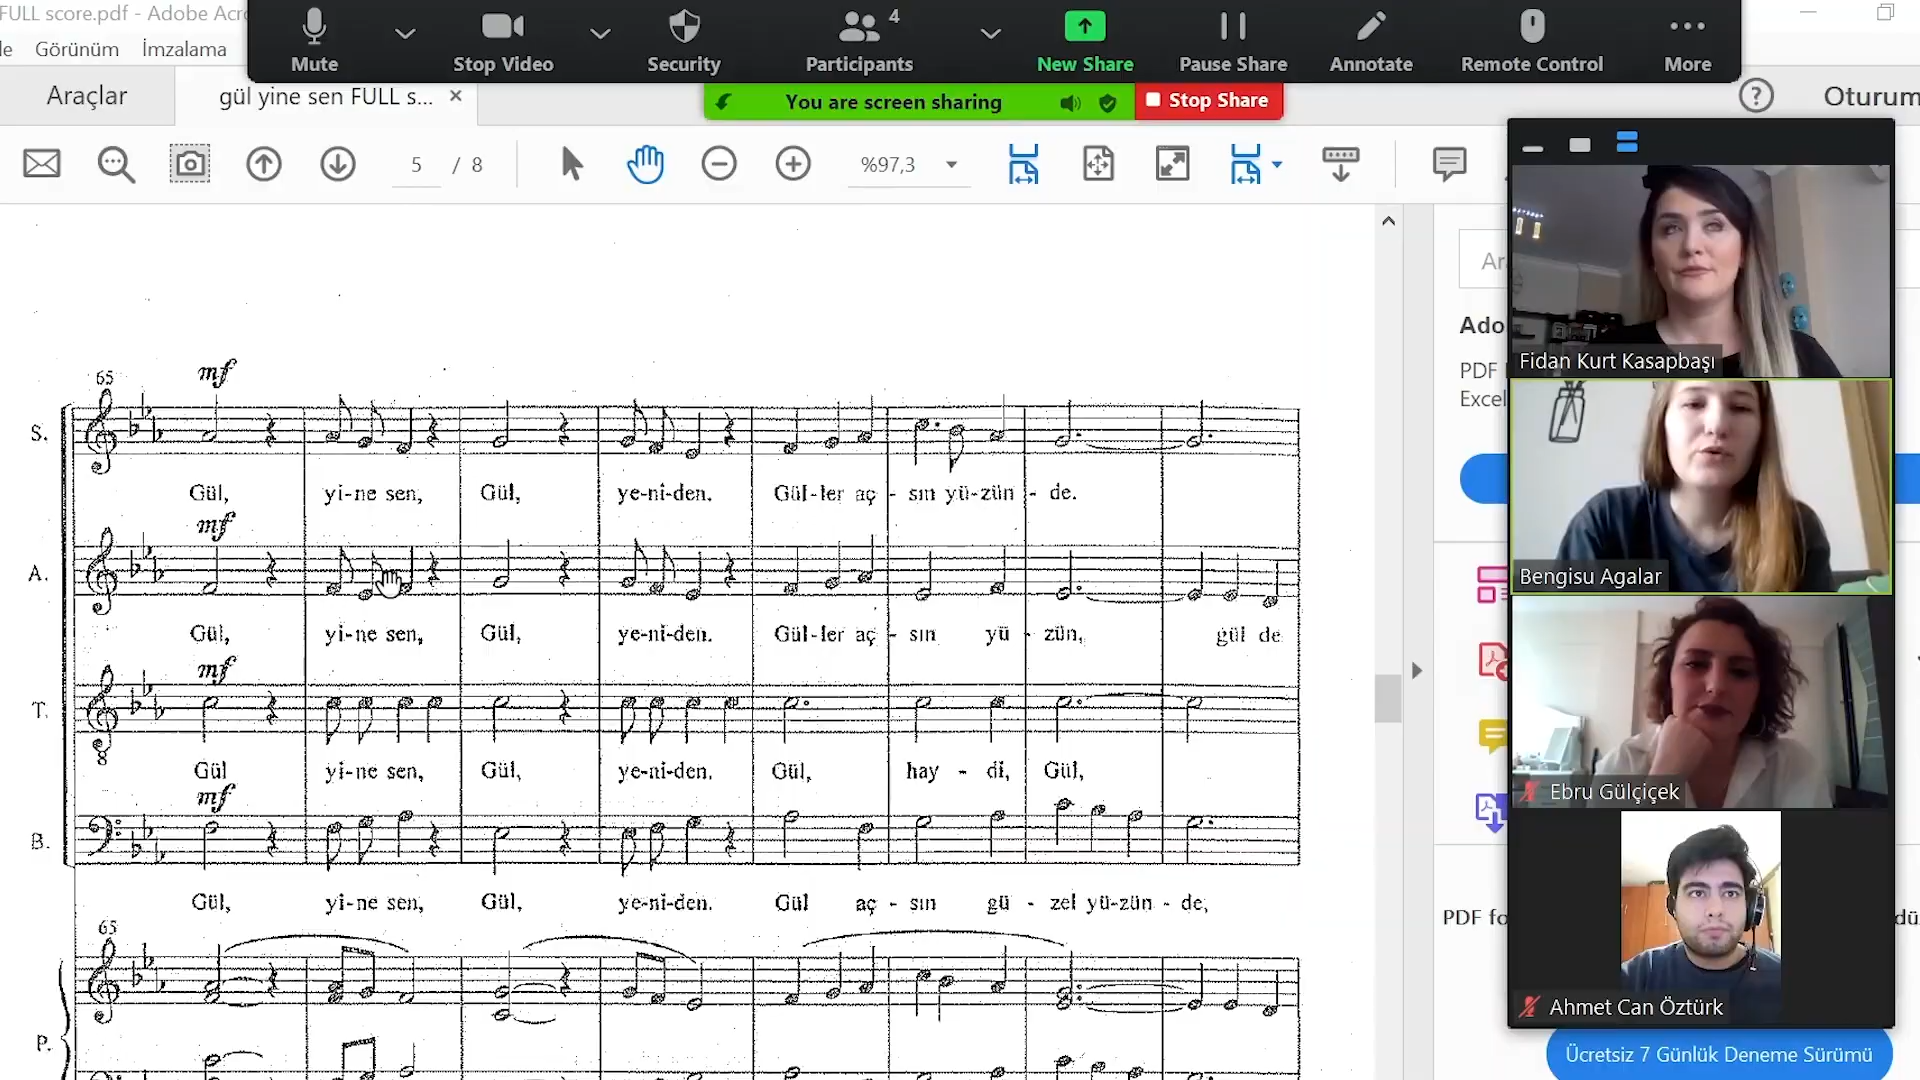 FULL score.pdf - Adobe Acro
Görünüm İmzalama
Mute
Stop Video
Security
4
Participants
New Share
Pause Share
Annotate
Remote Control
More
Araçlar
gül yine sen FULL s...
You are screen sharing
Stop Share
Oturum
5 / 8
%97,3
Ado
PDF
Excel
Fidan Kurt Kasapbaşı
Bengisu Agalar
Ebru Gülçiçek
Ahmet Can Öztürk
PDF fo
Ücretsiz 7 Günlük Deneme Sürümü
65
mf
S.
Gül, yi-ne sen, Gül, ye-ni-den. Gül-ler aç - sın yü-zün - de.
mf
A.
Gül, yi-ne sen, Gül, ye-ni-den. Gül-ler aç - sın yü - zün, gül de
mf
T.
8
Gül yi-ne sen, Gül, ye-ni-den. Gül, hay - di, Gül,
mf
B.
Gül, yi-ne sen, Gül, ye-ni-den. Gül aç - sın gü - zel yü-zün - de,
65
P.